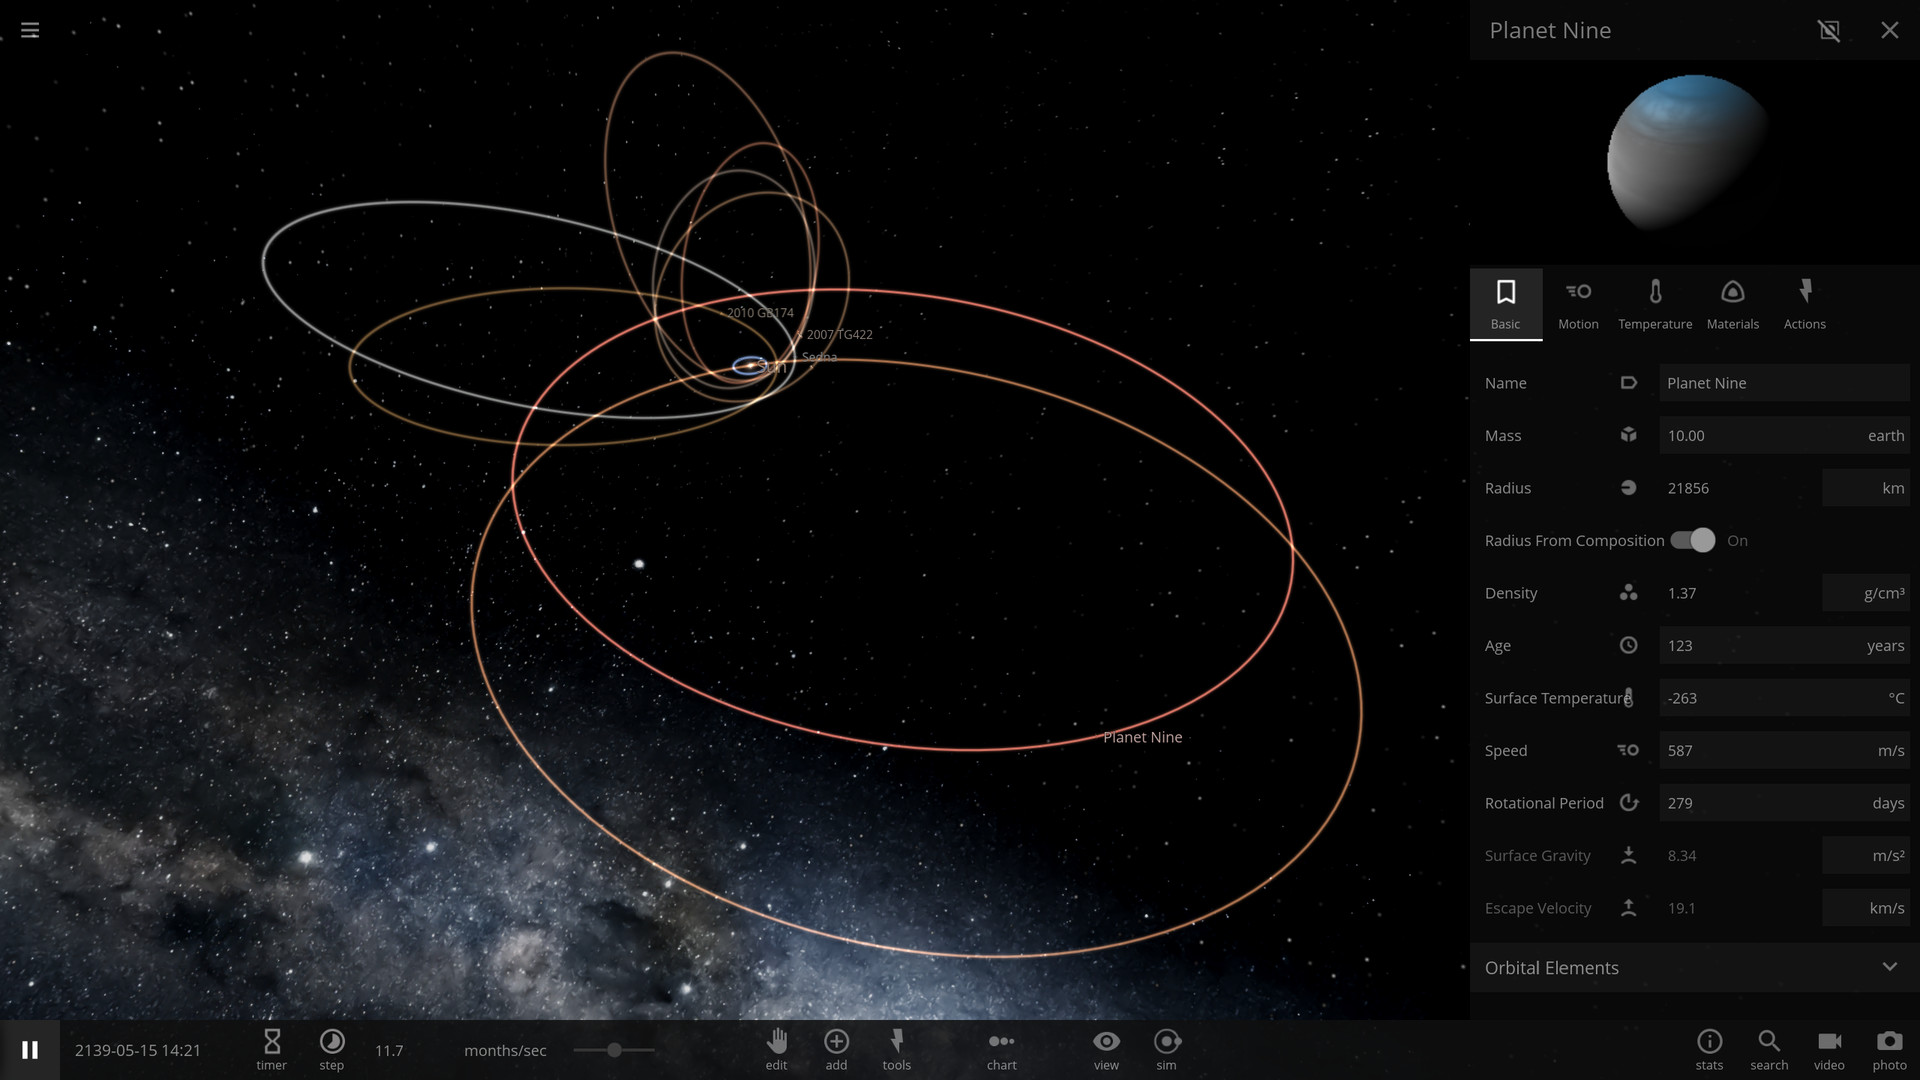 Planet Nine
Basic
Motion
Temperature
Materials
Actions
Name
Planet Nine
Mass
10.00
earth
Radius
21856
km
Radius From Composition
On
Density
1.37
g/cm³
Age
123
years
Surface Temperature
-263
°C
Speed
587
m/s
Rotational Period
279
days
Surface Gravity
8.34
m/s²
Escape Velocity
19.1
km/s
Orbital Elements
2010 GB174
2007 TG422
Sedna
Sun
Planet Nine
2139-05-15 14:21
timer
step
11.7
months/sec
edit
add
tools
chart
view
sim
stats
search
video
photo